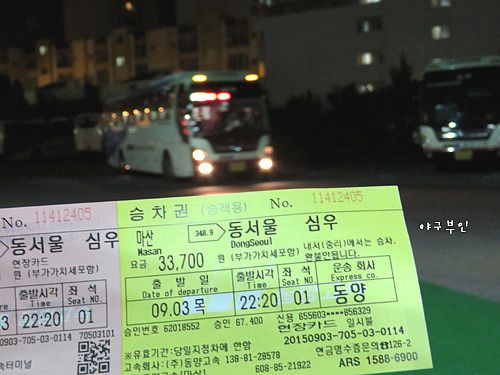 No. 11412405
동서울 심우
현장카드
원 (부가가치세포함)
출발시각 좌 석
Time Seat NO.
03 22:20 01
70503101
705-03-0114
속터미널
승 차 권 (승객용) No. 11412405
마산 348.9 동서울 심우
Masan DongSeoul 내서(중리)에서는 승차
요금 33,700 원 (부가가치세포함) 안됩니다.
출 발 일 출발시각 좌 석 운송 회사
Date of departure Time Seat NO. Express co.
09.03 목 22:20 01 동양
승인번호 62018552 승인 67.400 신용 655603****856329
현장카드 일시불
20150903-705-03-0114
*유효기간:당일지정차에 안함 현금영수증문의☎126-2
고속회사:(주)동양고속 138-81-28578 ARS 1588-6900
608-85-21922
야구부인